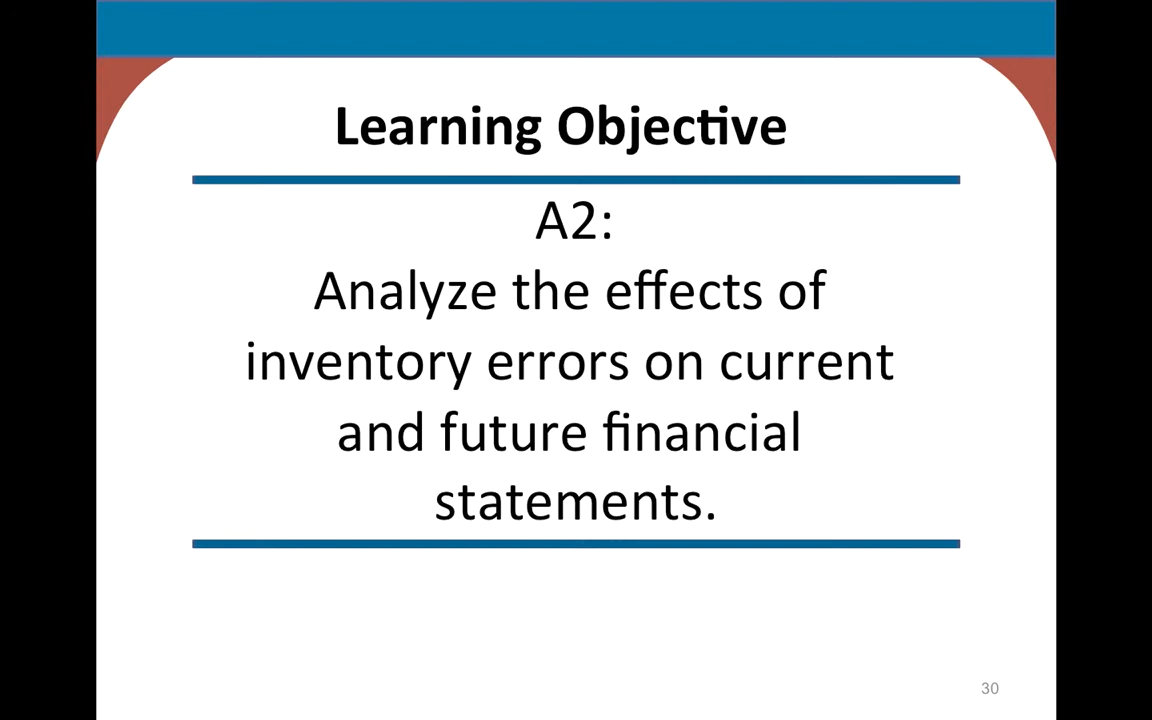 Learning Objective
A2:
Analyze the effects of
inventory errors on current
and future financial
statements.
30